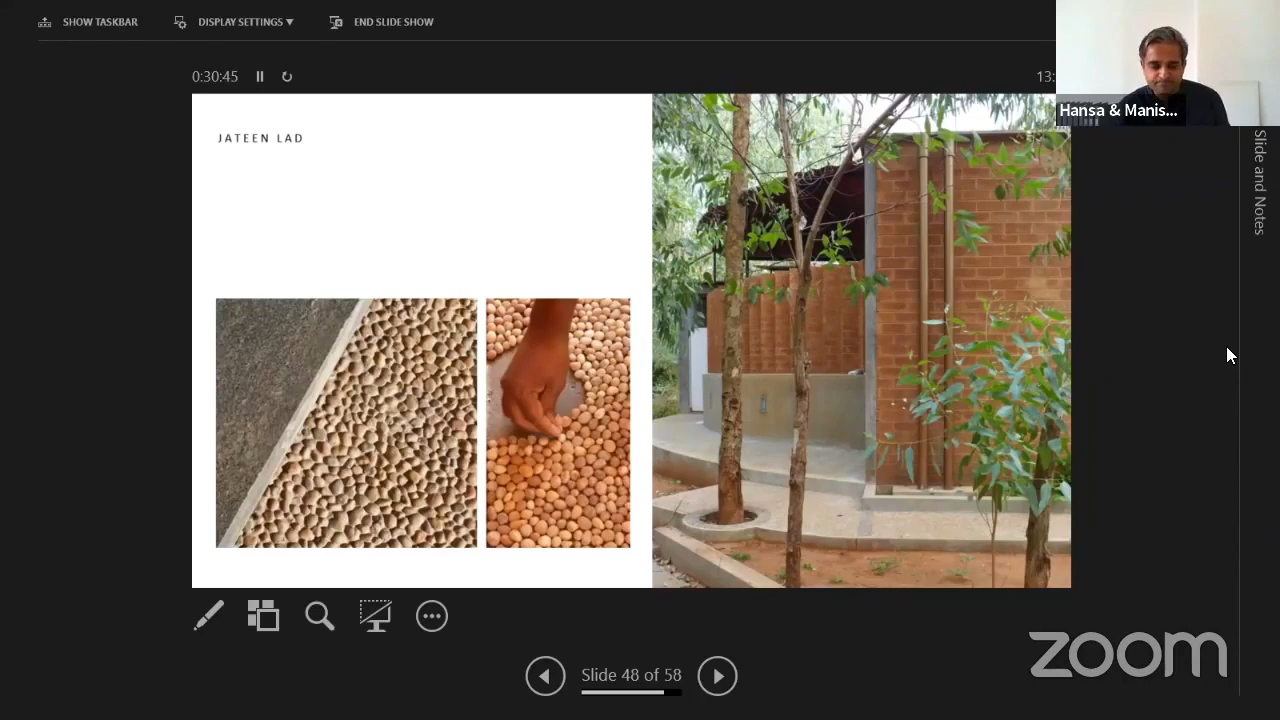 SHOW TASKBAR
DISPLAY SETTINGS ▼
END SLIDE SHOW
0:30:45
13:
Hansa & Manis...
JATEEN LAD
Slide and Notes
Slide 48 of 58
zoom